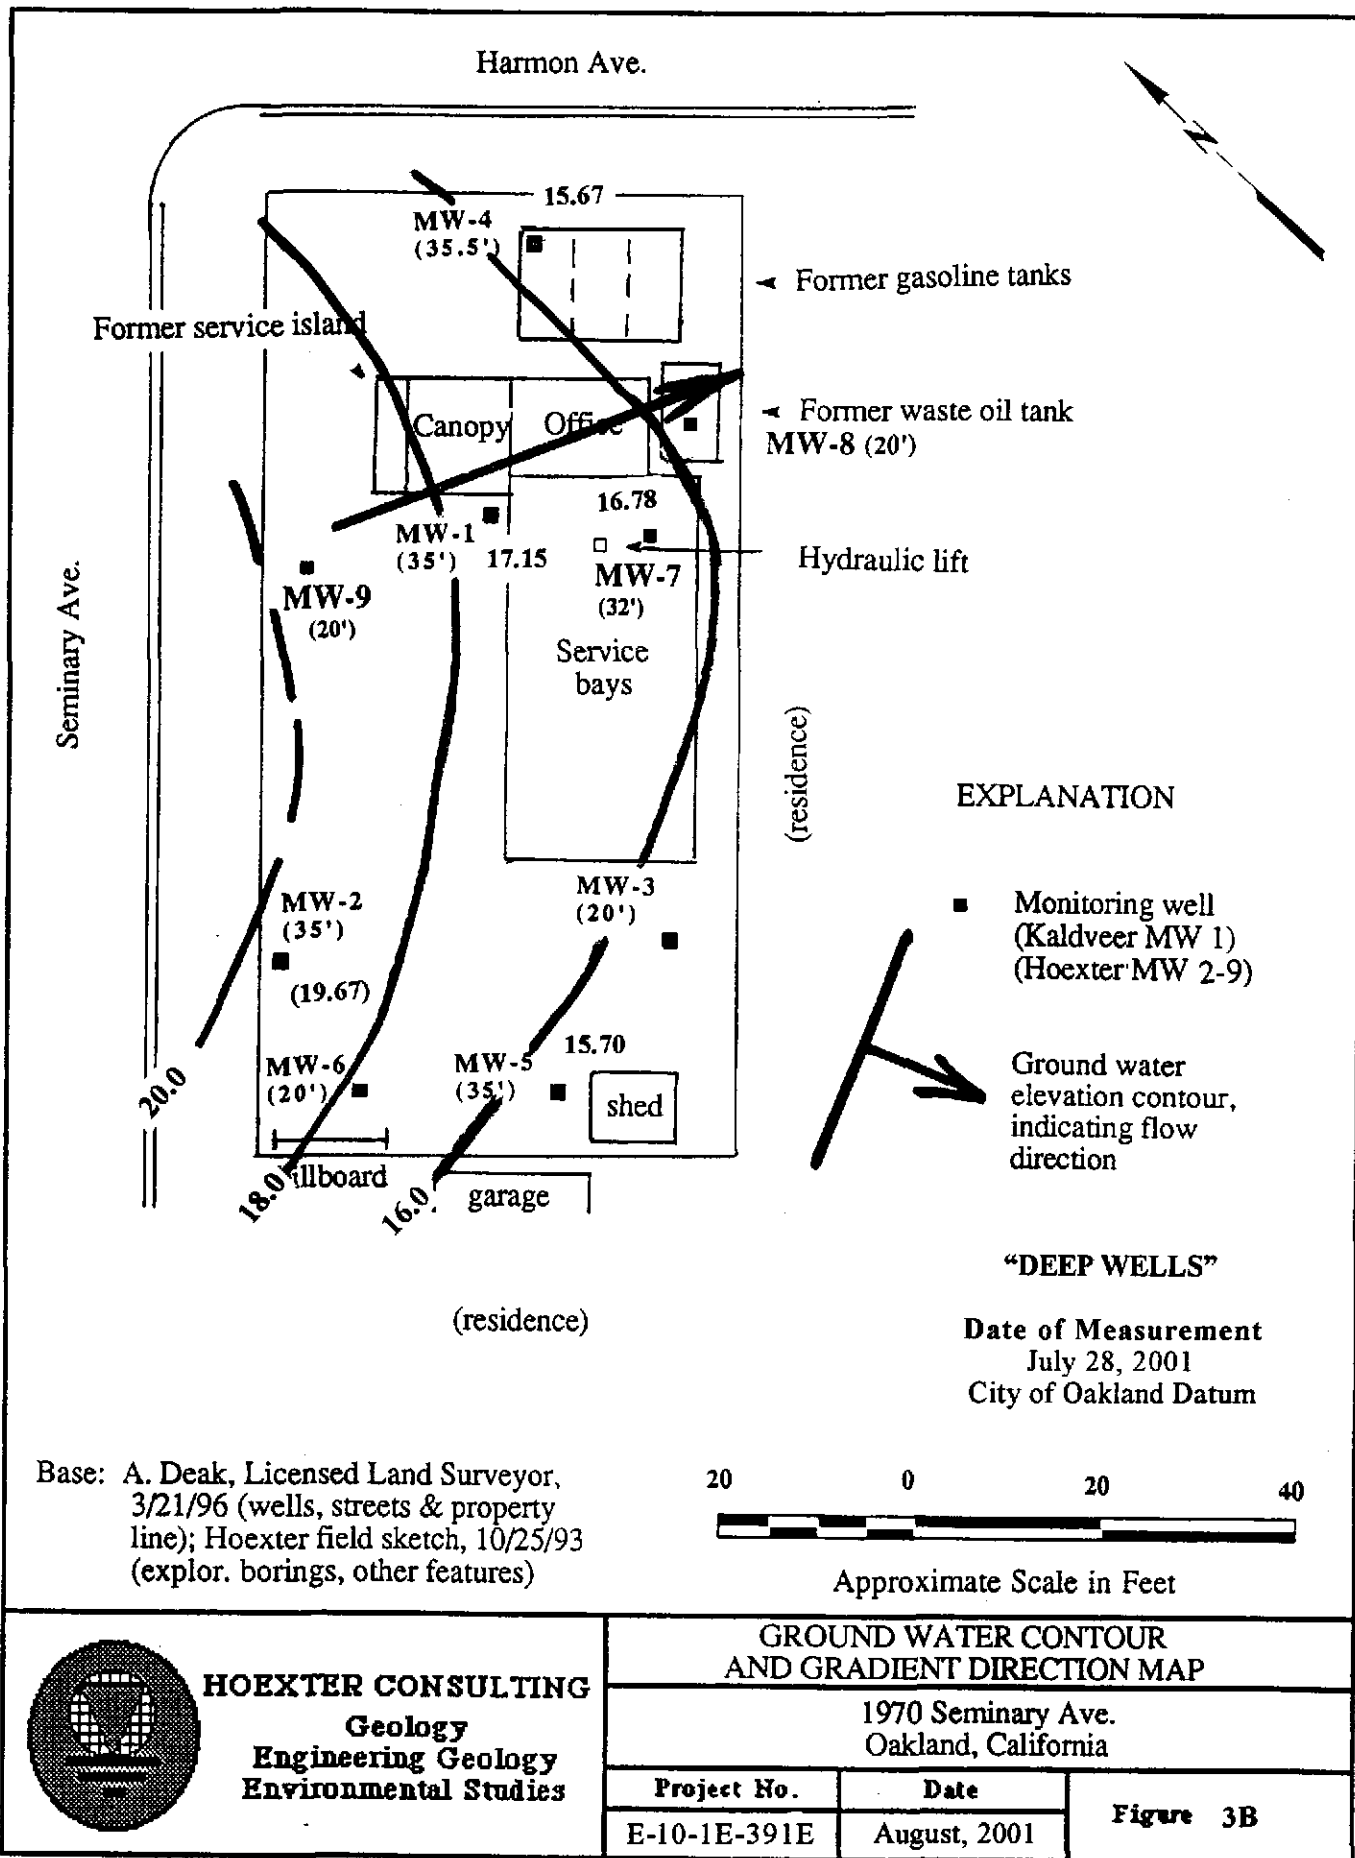 Harmon Ave.
N
15.67
MW-4
(35.5')
Former gasoline tanks
Former service island
Canopy
Office
Former waste oil tank
MW-8 (20')
16.78
MW-1
(35')
17.15
Hydraulic lift
MW-7
(32')
MW-9
(20')
Service
bays
Seminary Ave.
(residence)
EXPLANATION
MW-3
(20')
MW-2
(35')
(19.67)
Monitoring well
(Kaldveer MW 1)
(Hoexter MW 2-9)
15.70
MW-6
(20')
MW-5
(35')
shed
Ground water
elevation contour,
indicating flow
direction
20.0
18.0
illboard
16.0
garage
"DEEP WELLS"
(residence)
Date of Measurement
July 28, 2001
City of Oakland Datum
Base: A. Deak, Licensed Land Surveyor,
3/21/96 (wells, streets & property
line); Hoexter field sketch, 10/25/93
(explor. borings, other features)
20 0 20 40
Approximate Scale in Feet
HOEXTER CONSULTING
Geology
Engineering Geology
Environmental Studies
GROUND WATER CONTOUR
AND GRADIENT DIRECTION MAP
1970 Seminary Ave.
Oakland, California
Project No.
E-10-1E-391E
Date
August, 2001
Figure 3B